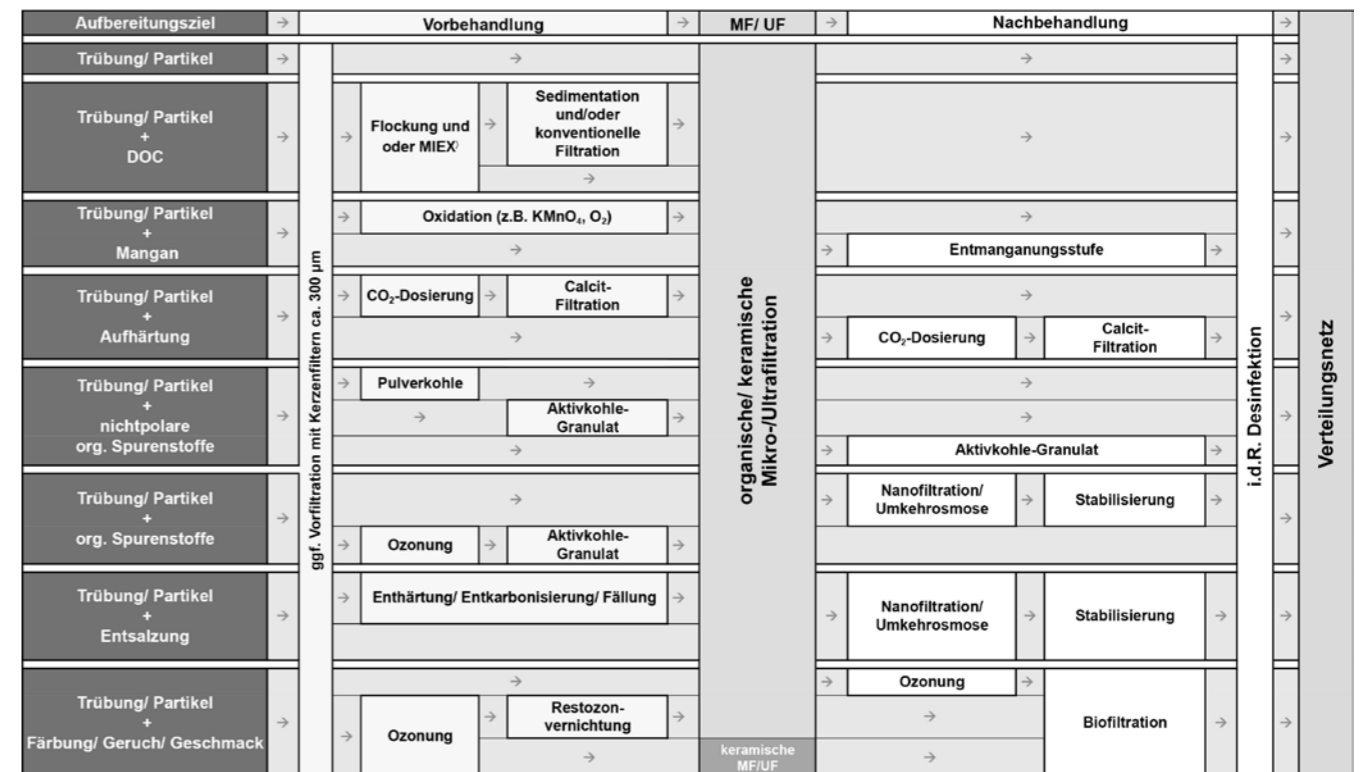 Aufbereitungsziel → Vorbehandlung → MF/ UF → Nachbehandlung →
Trübung/ Partikel → → → →
Trübung/ Partikel
+
DOC
→
→
Flockung und
oder MIEX⁾
→
Sedimentation
und/oder
konventionelle
Filtration
→
→
→
→
Trübung/ Partikel
+
Mangan
→
→ Oxidation (z.B. KMnO₄, O₂) → →
→ → Entmanganungsstufe →
→
Trübung/ Partikel
+
Aufhärtung
→
→ CO₂-Dosierung →
Calcit-
Filtration
→
→
→
→ CO₂-Dosierung →
Calcit-
Filtration
→
→
Trübung/ Partikel
+
nichtpolare
org. Spurenstoffe
→
→ Pulverkohle → →
→
Aktivkohle-
Granulat
→
→
→ → Aktivkohle-Granulat →
→
Trübung/ Partikel
+
org. Spurenstoffe
→
→
→ Ozonung →
Aktivkohle-
Granulat
→
→
Nanofiltration/
Umkehrosmose
→
Stabilisierung
→
→
Trübung/ Partikel
+
Entsalzung
→
→ Enthärtung/ Entkarbonisierung/ Fällung →
→
Nanofiltration/
Umkehrosmose
→
Stabilisierung
→
→
Trübung/ Partikel
+
Färbung/ Geruch/ Geschmack
→
→
→ Ozonung →
Restozon-
vernichtung
→
→
→ Ozonung →
→
→
Biofiltration
→
→
ggf. Vorfiltration mit Kerzenfiltern ca. 300 µm
organische/ keramische
Mikro-/Ultrafiltration
keramische
MF/UF
i.d.R. Desinfektion
Verteilungsnetz